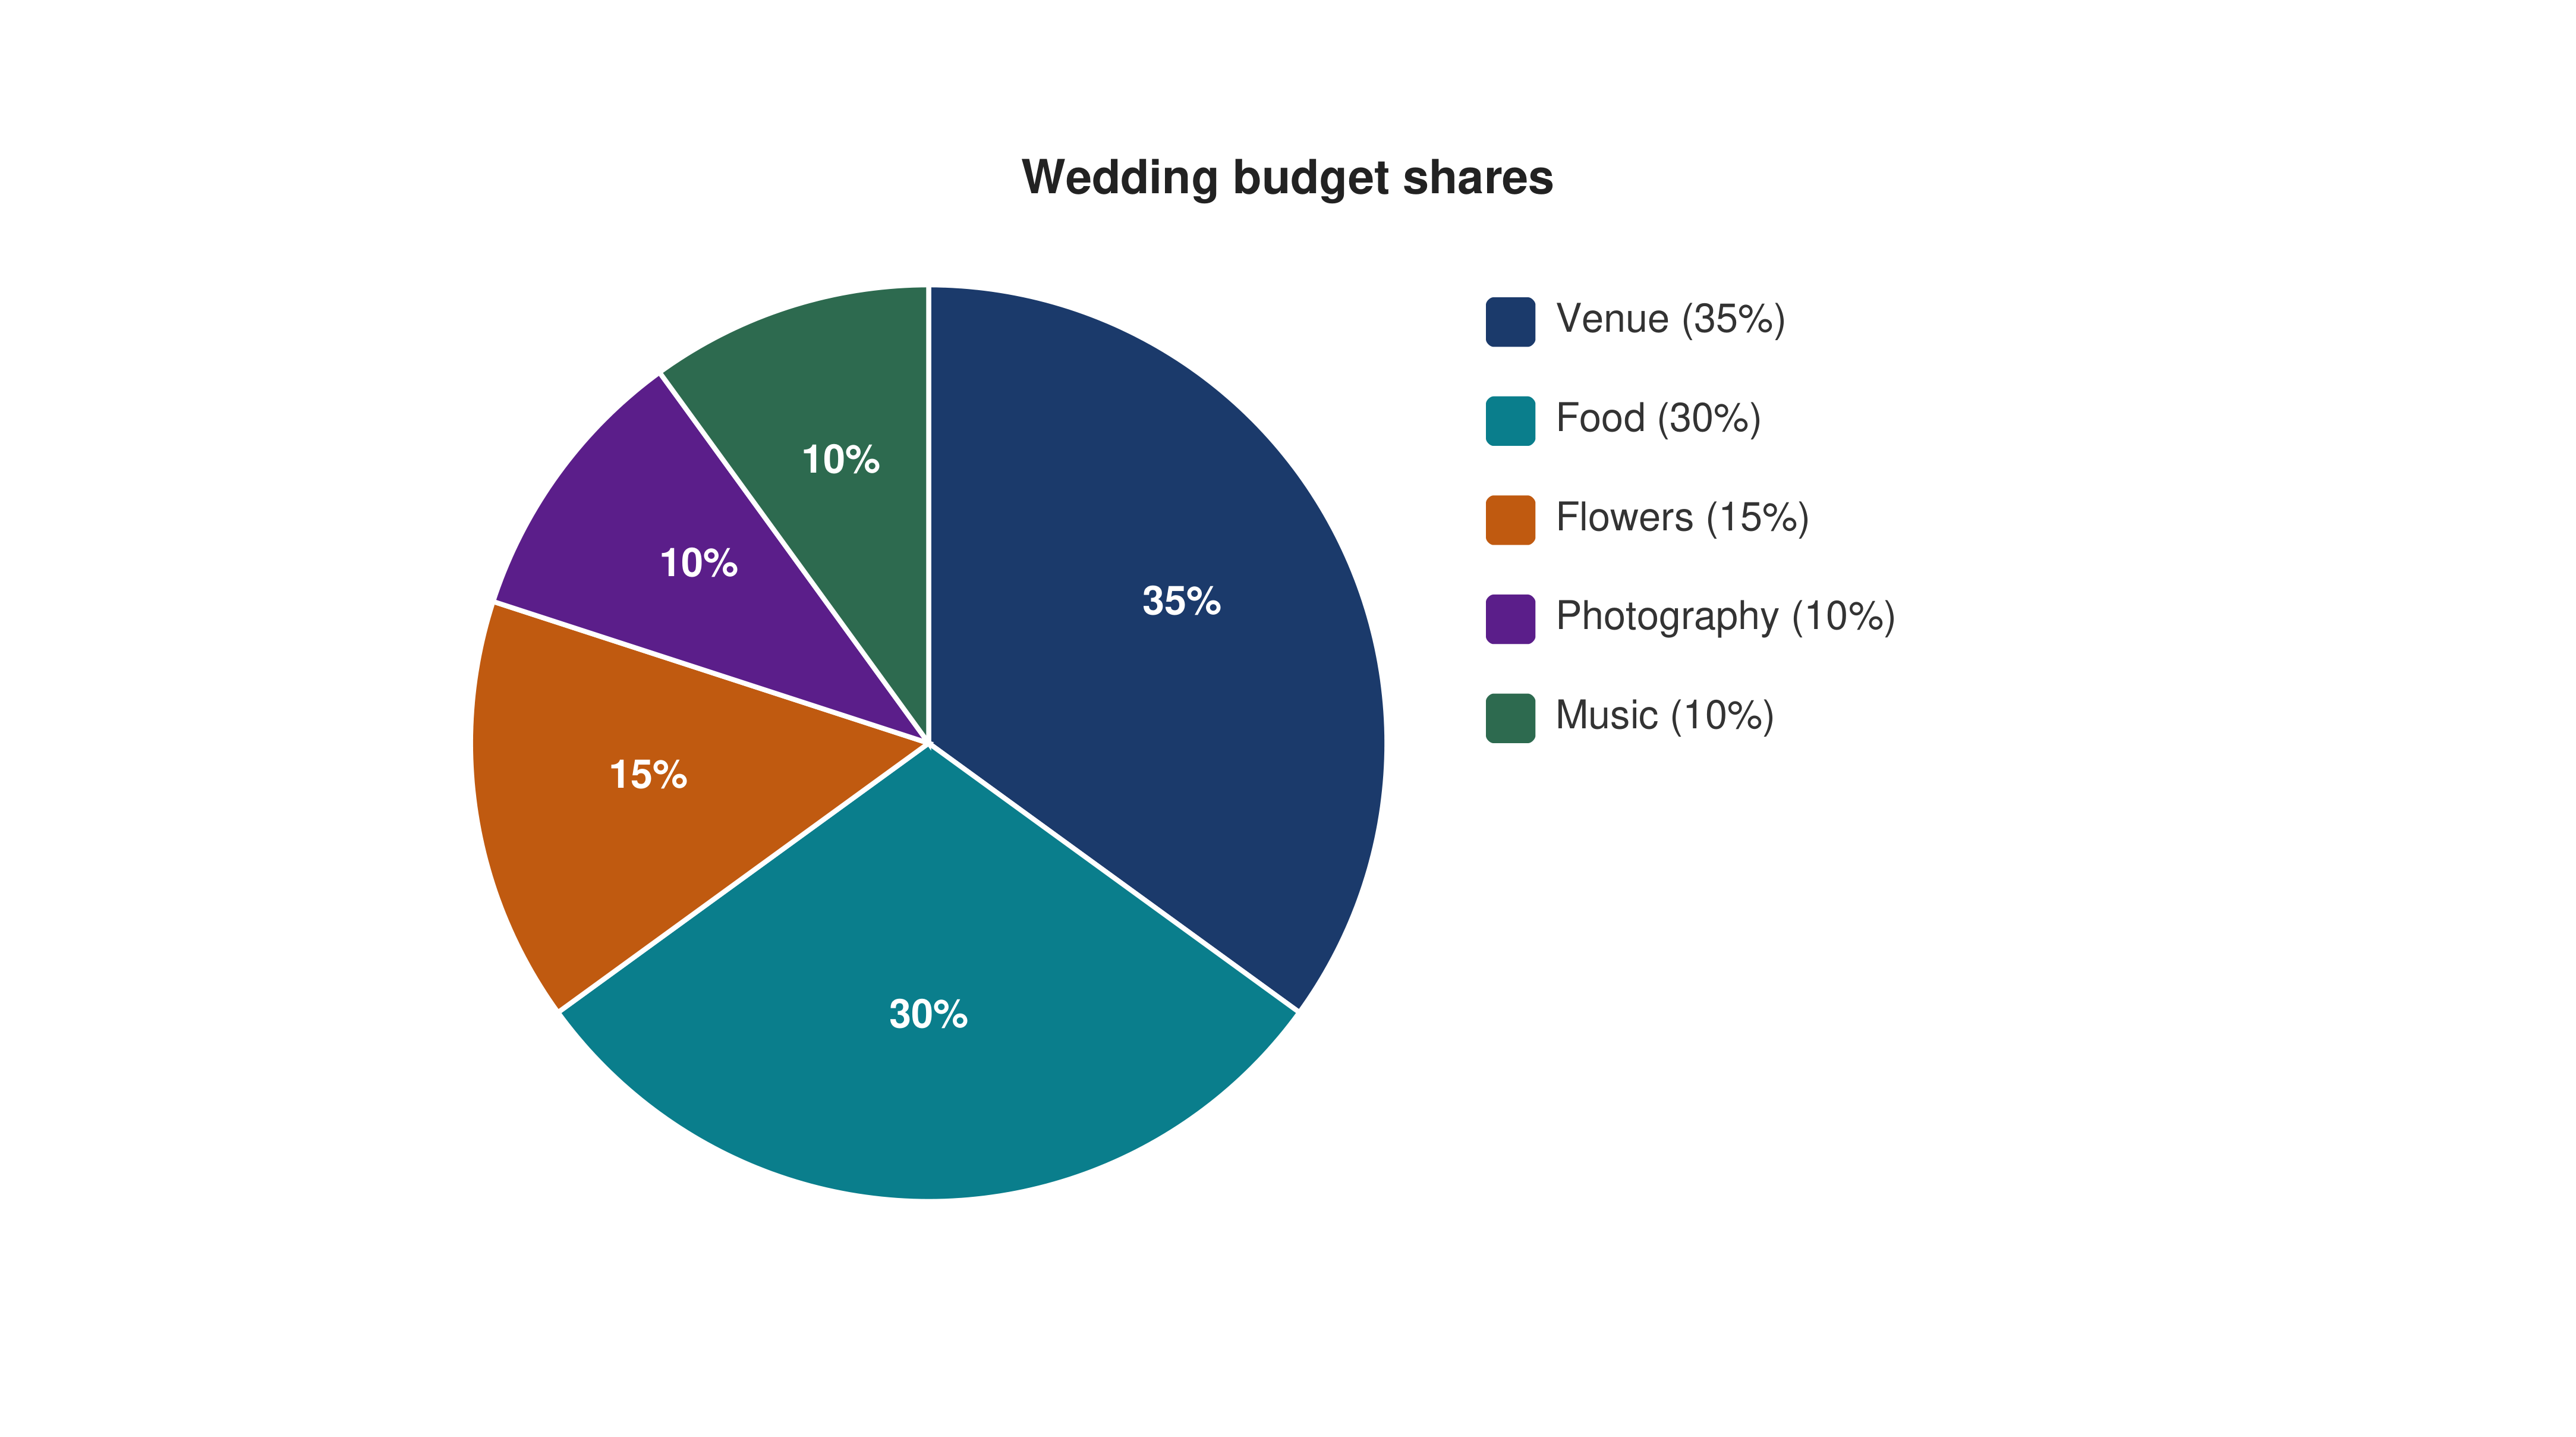 Wedding budget shares
Venue (35%)
Food (30%)
Flowers (15%)
Photography (10%)
Music (10%)
10%
10%
35%
15%
30%